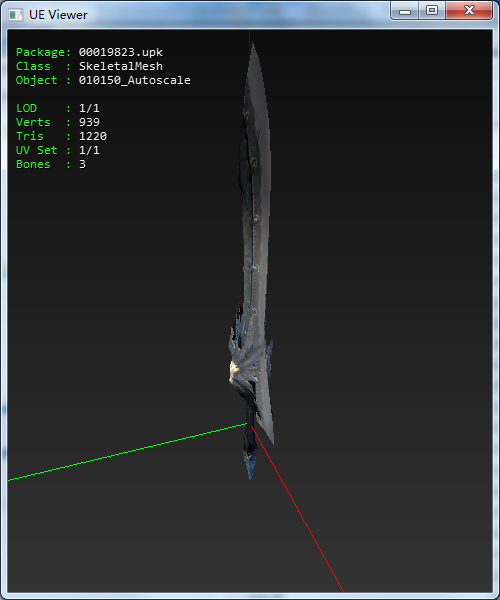 UE Viewer
Package: 00019823.upk
Class : SkeletalMesh
Object : 010150_Autoscale
LOD : 1/1
Verts : 939
Tris : 1220
UV Set : 1/1
Bones : 3